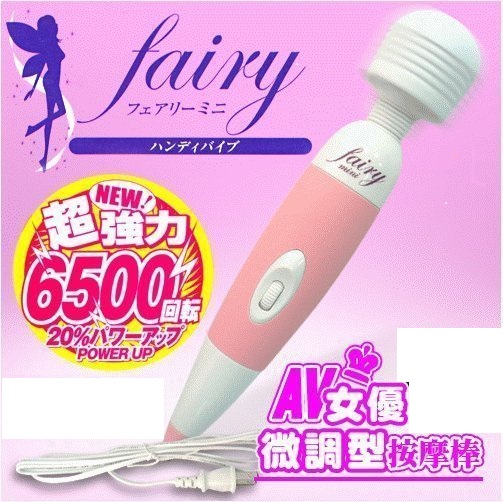 fairy
フェアリーミニ
ハンディバイブ
fairy
mini
NEW!
超強力
6500回転
20%パワーアップ
POWER UP
AV女優
微調型按摩棒